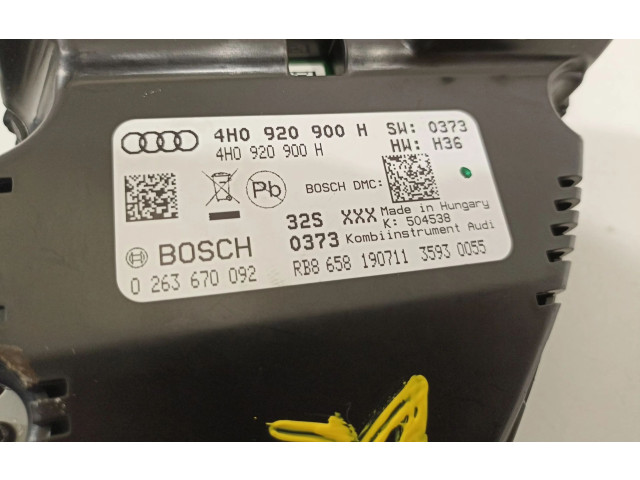 4H0 920 900 H SW: 0373
4H0 920 900 H HW: H36
Pb BOSCH DMC:
32S XXX Made in Hungary
K: 504538
BOSCH 0373 Kombiinstrument Audi
0 263 670 092 RB8 658 190711 3593 0055